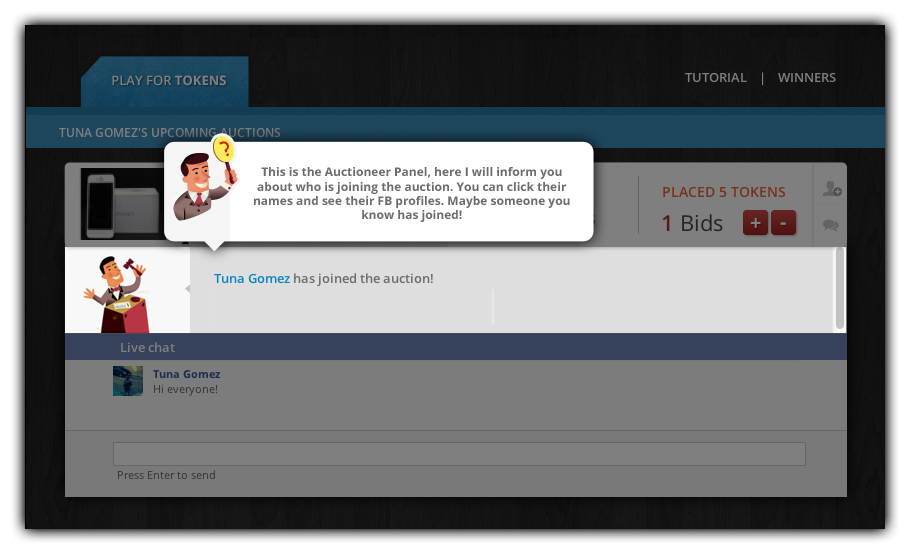 PLAY FOR TOKENS
TUTORIAL | WINNERS
TUNA GOMEZ'S UPCOMING AUCTIONS
?
This is the Auctioneer Panel, here I will inform you
about who is joining the auction. You can click their
names and see their FB profiles. Maybe someone you
know has joined!
PLACED 5 TOKENS
1 Bids + -
Tuna Gomez has joined the auction!
Live chat
Tuna Gomez
Hi everyone!
Press Enter to send